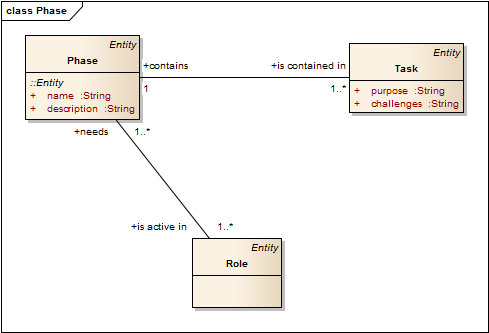 class Phase
Entity
Phase
::Entity
+ name :String
+ description :String
+contains
1
+is contained in
1..*
Entity
Task
+ purpose :String
+ challenges :String
+needs
1..*
+is active in
1..*
Entity
Role